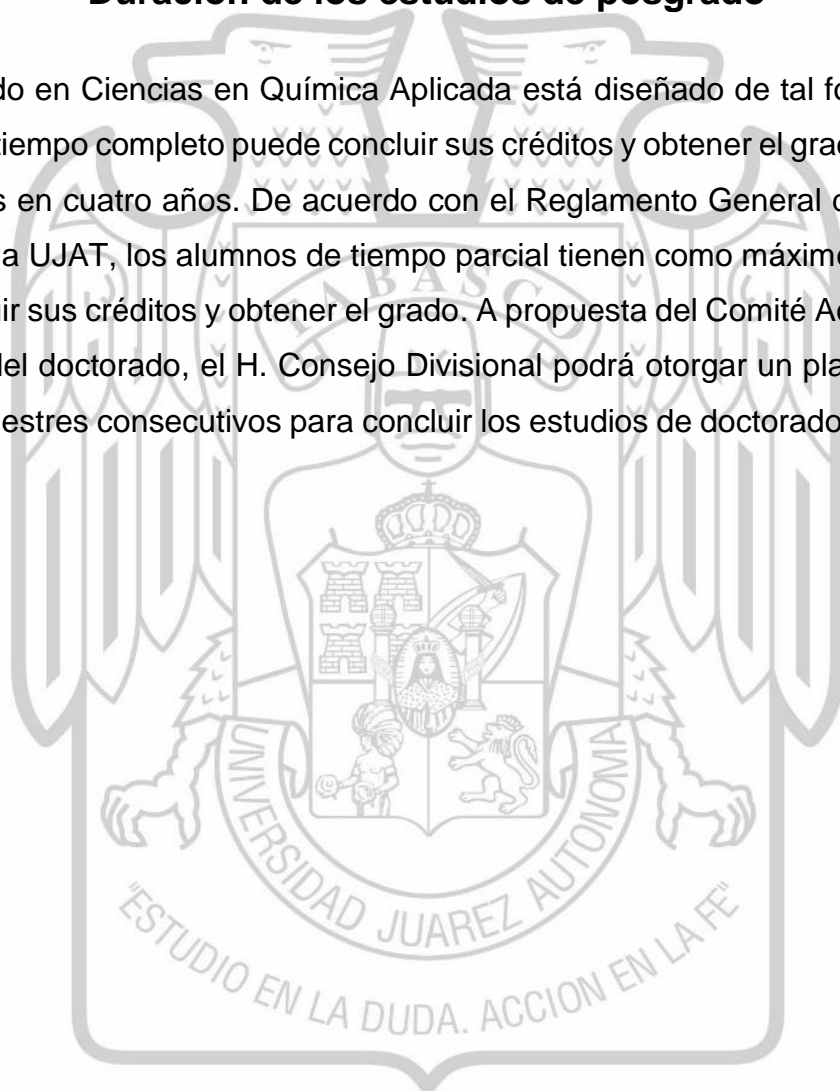 Duración de los estudios de posgrado
do en Ciencias en Química Aplicada está diseñado de tal fo
tiempo completo puede concluir sus créditos y obtener el grad
s en cuatro años. De acuerdo con el Reglamento General d
a UJAT, los alumnos de tiempo parcial tienen como máximo
ir sus créditos y obtener el grado. A propuesta del Comité Ac
del doctorado, el H. Consejo Divisional podrá otorgar un pla
estres consecutivos para concluir los estudios de doctorado
TABASCO
UNIVERSIDAD JUAREZ AUTONOMA
"ESTUDIO EN LA DUDA. ACCION EN LA FE"